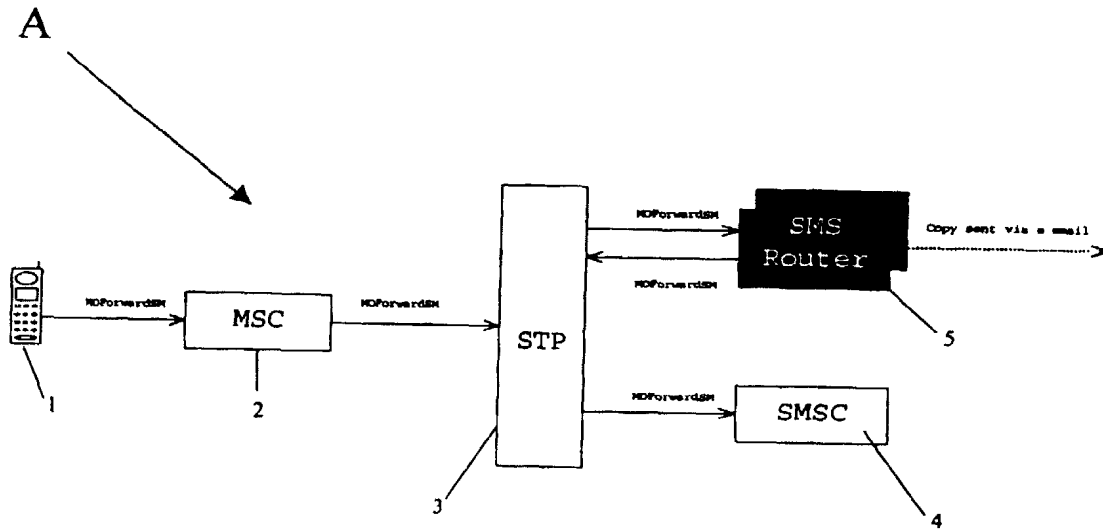 A
MOForwardSM
SMS
Router
Copy sent via e mail
MOForwardSM
MOForwardSM
MSC
MOForwardSM
STP
5
1
2
MOForwardSM
SMSC
3
4